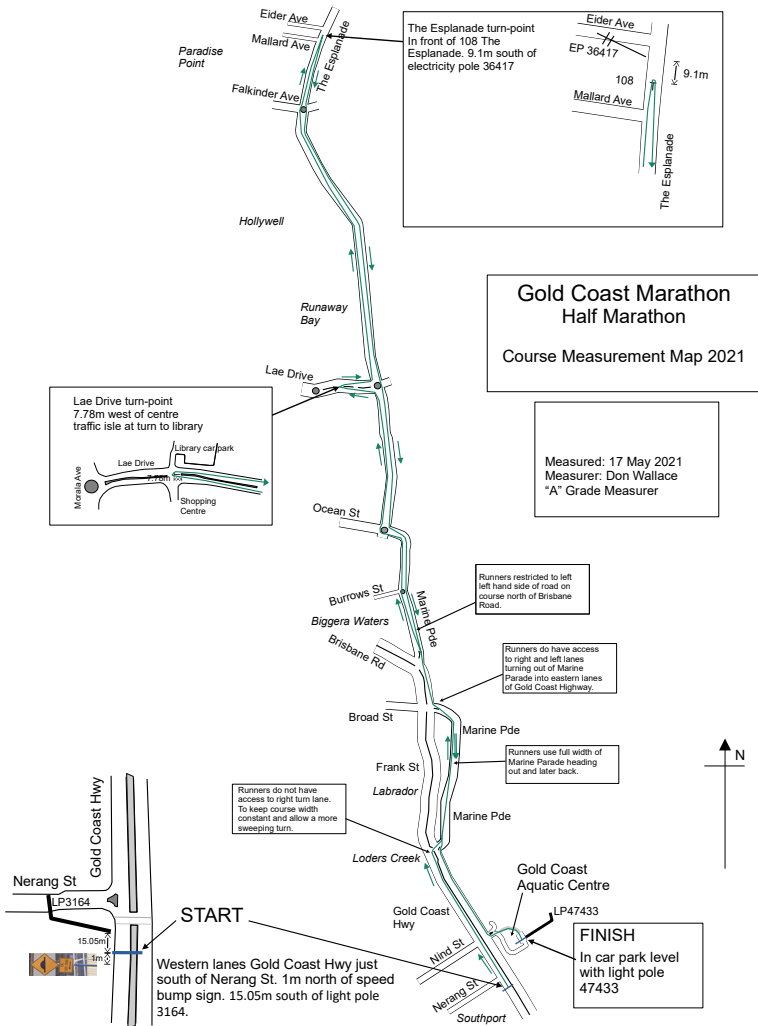 Eider Ave
Mallard Ave
Paradise
Point
The Esplanade
Falkinder Ave
The Esplanade turn-point
In front of 108 The
Esplanade. 9.1m south of
electricity pole 36417
Eider Ave
EP 36417
108
9.1m
Mallard Ave
The Esplanade
Hollywell
Runaway
Bay
Gold Coast Marathon
Half Marathon
Course Measurement Map 2021
Lae Drive
Lae Drive turn-point
7.78m west of centre
traffic isle at turn to library
Library car park
Lae Drive
Morala Ave
7.78m
Shopping
Centre
Measured: 17 May 2021
Measurer: Don Wallace
“A” Grade Measurer
Ocean St
Burrows St
Marine Pde
Runners restricted to left
left hand side of road on
course north of Brisbane
Road.
Biggera Waters
Brisbane Rd
Runners do have access
to right and left lanes
turning out of Marine
Parade into eastern lanes
of Gold Coast Highway.
Broad St
Marine Pde
Frank St
Runners use full width of
Marine Parade heading
out and later back.
N
Labrador
Runners do not have
access to right turn lane.
To keep course width
constant and allow a more
sweeping turn.
Marine Pde
Loders Creek
Gold Coast Hwy
Nerang St
LP3164
START
15.05m
1m
Western lanes Gold Coast Hwy just
south of Nerang St. 1m north of speed
bump sign. 15.05m south of light pole
3164.
Gold Coast
Aquatic Centre
LP47433
Gold Coast
Hwy
FINISH
In car park level
with light pole
47433
Nind St
Nerang St
Southport